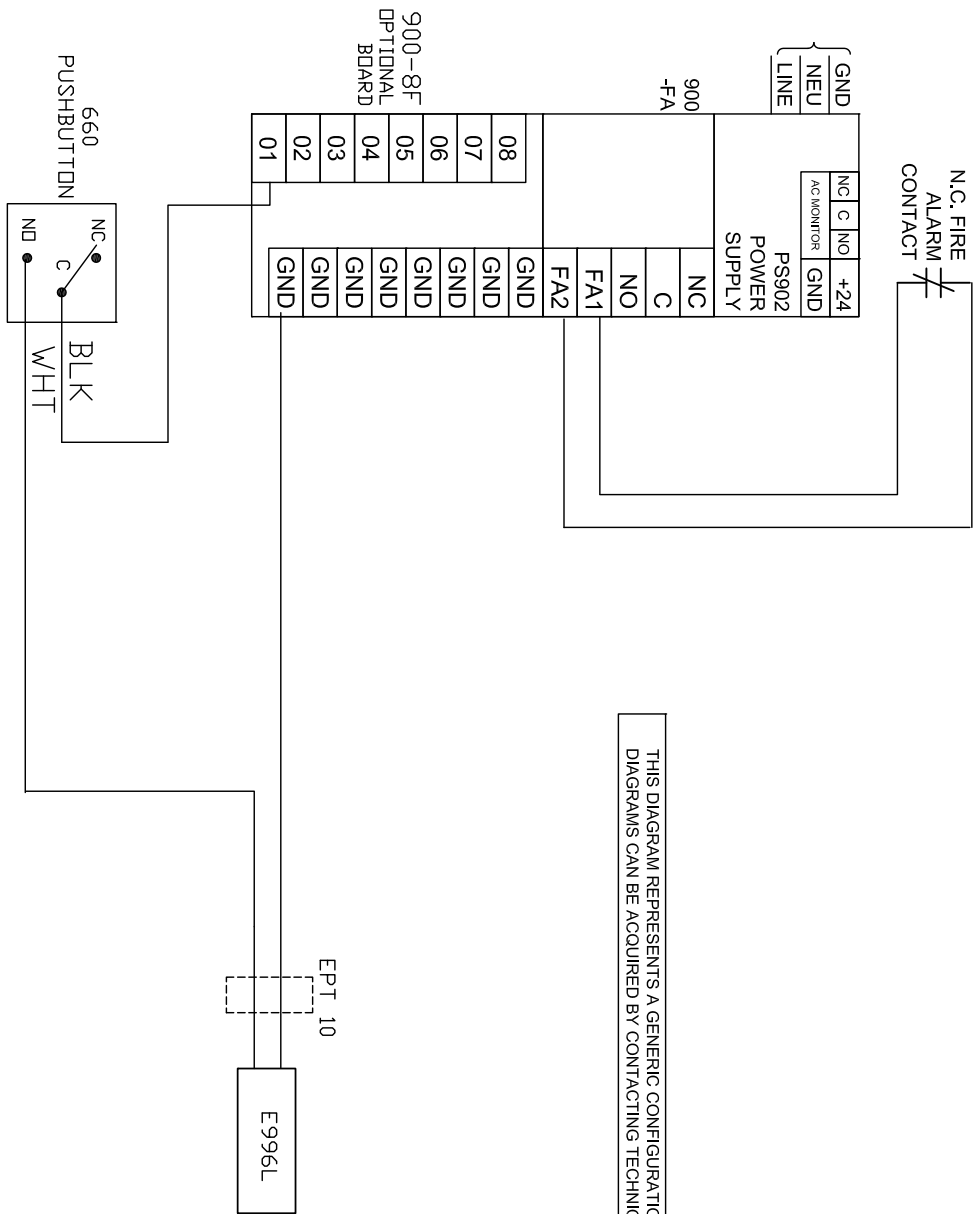 N.C. FIRE
ALARM
CONTACT
GND
NEU
LINE
NC C NO
AC MONITOR
+24
GND
PS902
POWER
SUPPLY
900
-FA
NC
C
NO
FA1
FA2
THIS DIAGRAM REPRESENTS A GENERIC CONFIGURATIO
DIAGRAMS CAN BE ACQUIRED BY CONTACTING TECHNIC
900-8F
OPTIONAL
BOARD
08
07
06
05
04
03
02
01
GND
GND
GND
GND
GND
GND
GND
GND
EPT 10
E996L
660
PUSHBUTTON
NC
C
NO
BLK
WHT